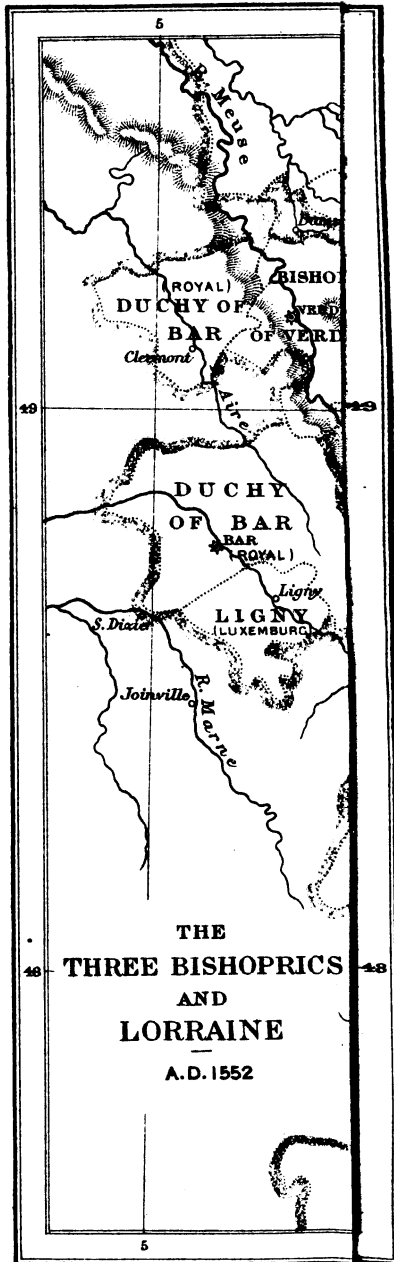 5
R. Meuse
BISHO
(ROYAL)
DUCHY OF
BAR
VERD
OF VERD
Clermont
Aire
49
49
DUCHY
OF BAR
BAR
(ROYAL)
Ligny
LIGNY
(LUXEMBURG)
S. Dizier
Joinville
R. Marne
THE
THREE BISHOPRICS
AND
LORRAINE
A.D. 1552
48
48
5